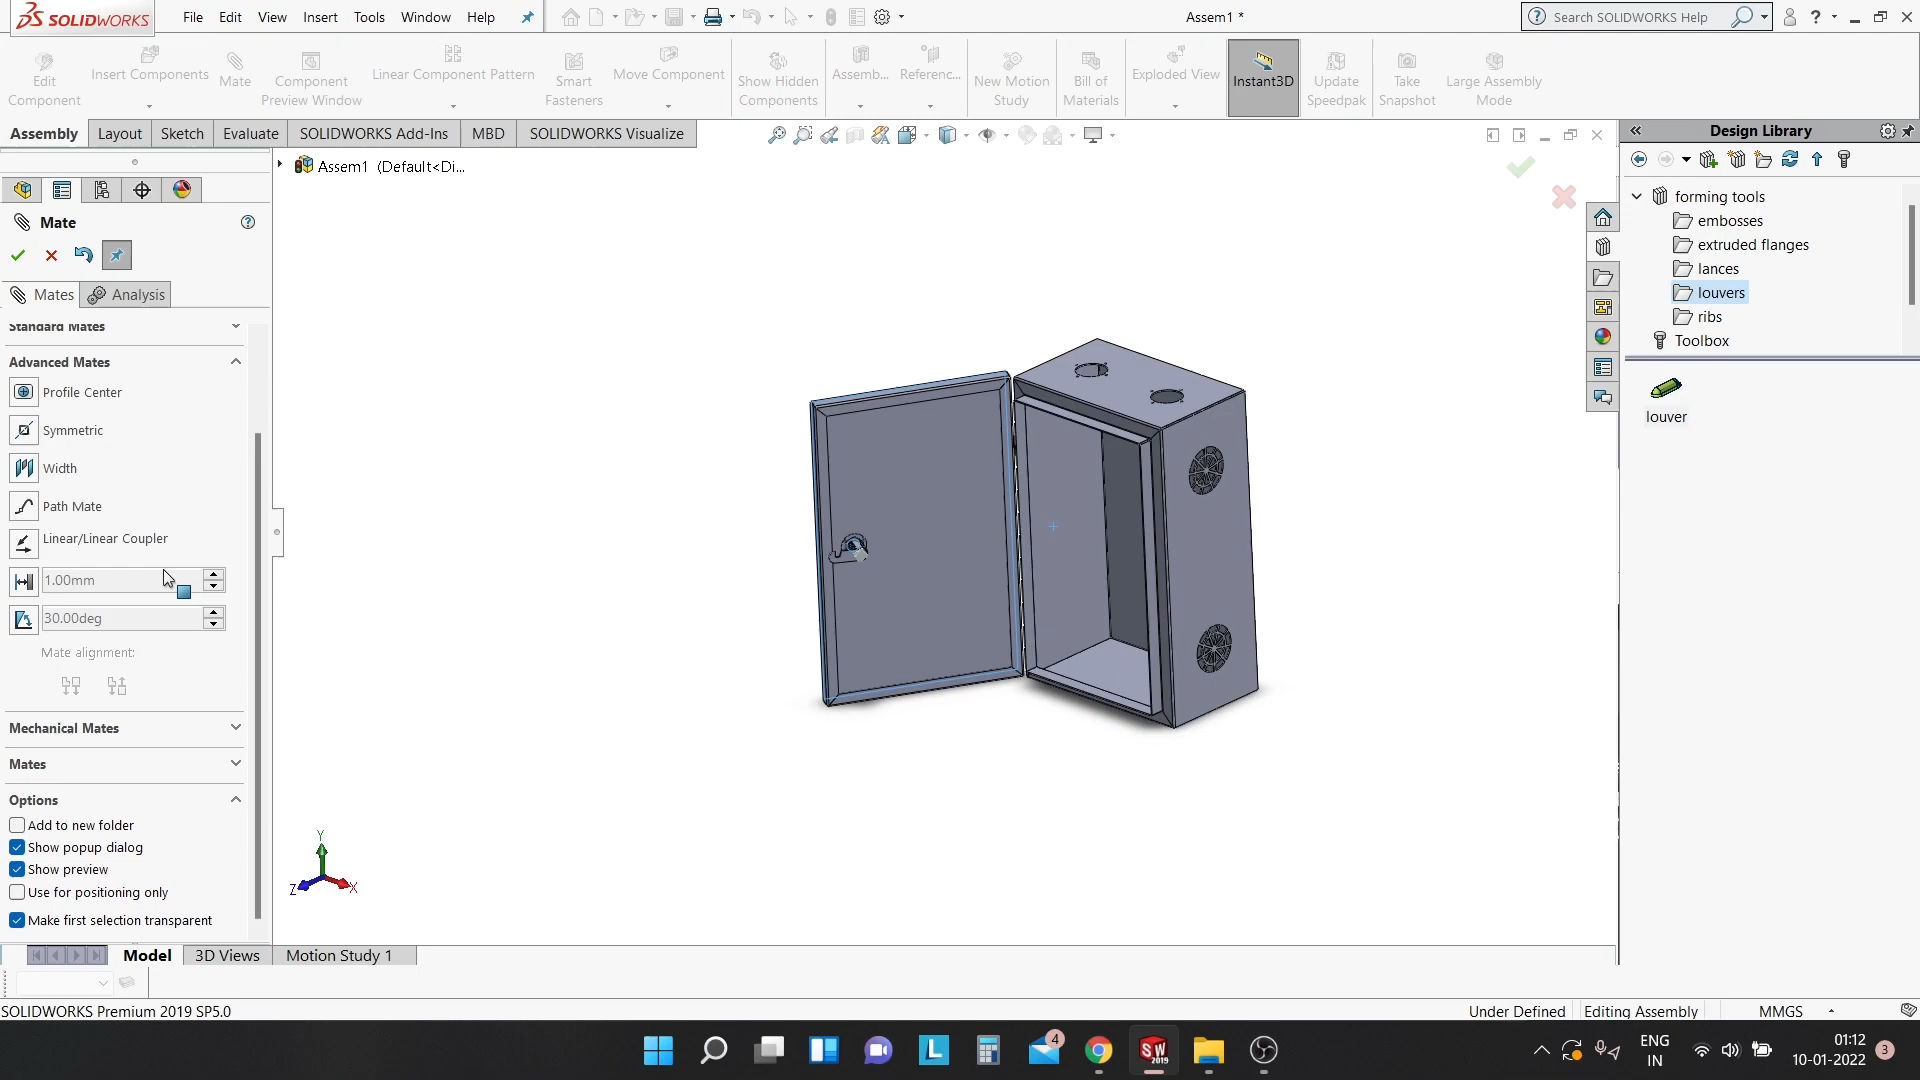 SOLIDWORKS File Edit View Insert Tools Window Help Assem1 * Search SOLIDWORKS Help
Edit Component Insert Components Mate Component Preview Window Linear Component Pattern Smart Fasteners Move Component Show Hidden Components Assemb... Referenc... New Motion Study Bill of Materials Exploded View Instant3D Update Speedpak Take Snapshot Large Assembly Mode
Assembly Layout Sketch Evaluate SOLIDWORKS Add-Ins MBD SOLIDWORKS Visualize
Assem1 (Default<Di...
Mate
Mates Analysis
Standard Mates
Advanced Mates
Profile Center
Symmetric
Width
Path Mate
Linear/Linear Coupler
1.00mm
30.00deg
Mate alignment:
Mechanical Mates
Mates
Options
Add to new folder
Show popup dialog
Show preview
Use for positioning only
Make first selection transparent
Y
Z X
Design Library
forming tools
embosses
extruded flanges
lances
louvers
ribs
Toolbox
louver
Model 3D Views Motion Study 1
SOLIDWORKS Premium 2019 SP5.0 Under Defined Editing Assembly MMGS
L 4 SW 2019 ENG IN 01:12 10-01-2022 3